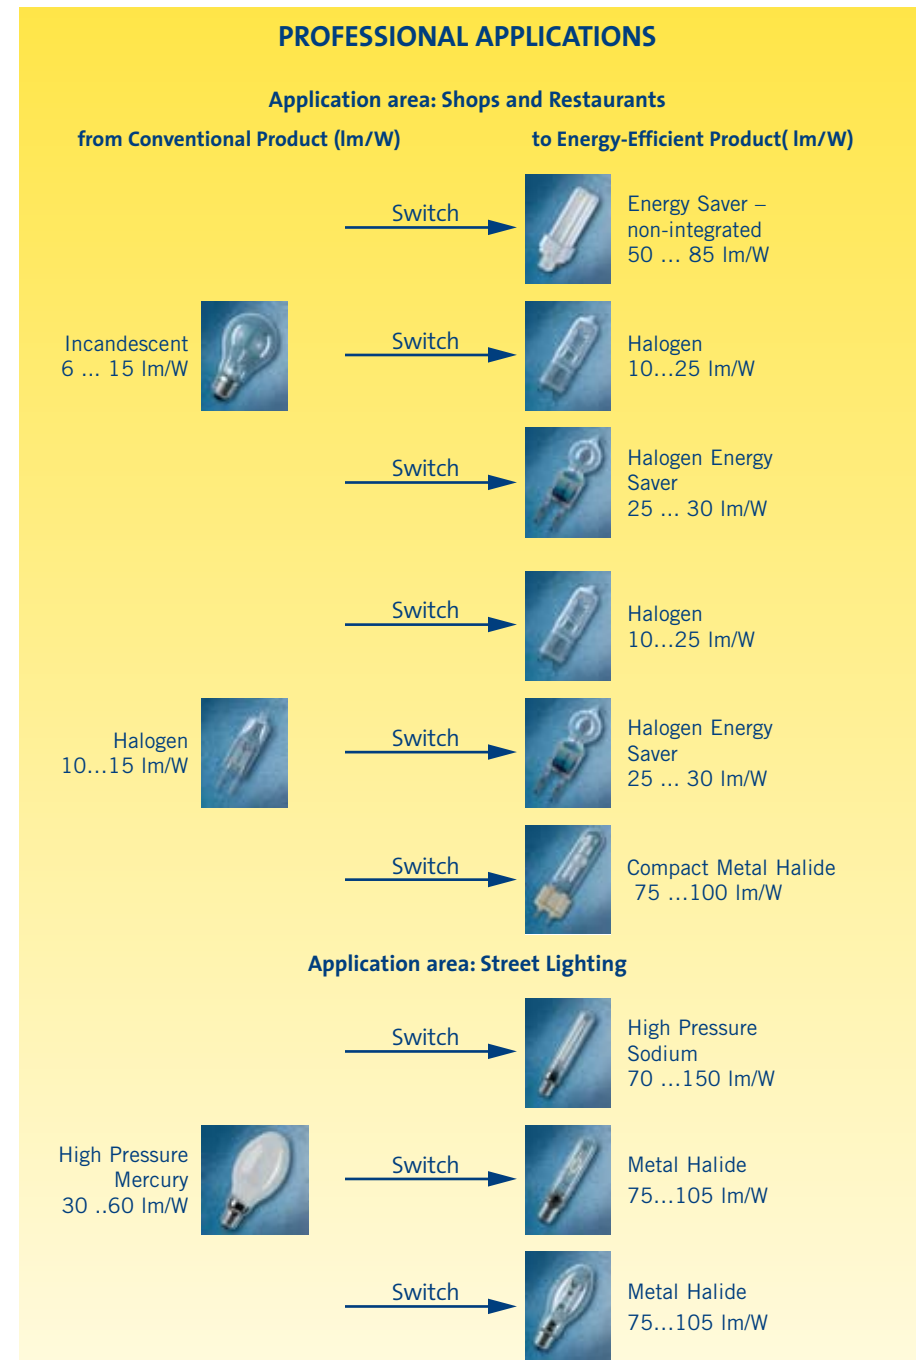 PROFESSIONAL APPLICATIONS
Application area: Shops and Restaurants
from Conventional Product (lm/W)
to Energy-Efficient Product( lm/W)
Switch
Energy Saver –
non-integrated
50 ... 85 lm/W
Incandescent
6 ... 15 lm/W
Switch
Halogen
10...25 lm/W
Switch
Halogen Energy
Saver
25 ... 30 lm/W
Switch
Halogen
10...25 lm/W
Halogen
10...15 lm/W
Switch
Halogen Energy
Saver
25 ... 30 lm/W
Switch
Compact Metal Halide
75 ...100 lm/W
Application area: Street Lighting
Switch
High Pressure
Sodium
70 ...150 lm/W
High Pressure
Mercury
30 ..60 lm/W
Switch
Metal Halide
75...105 lm/W
Switch
Metal Halide
75...105 lm/W